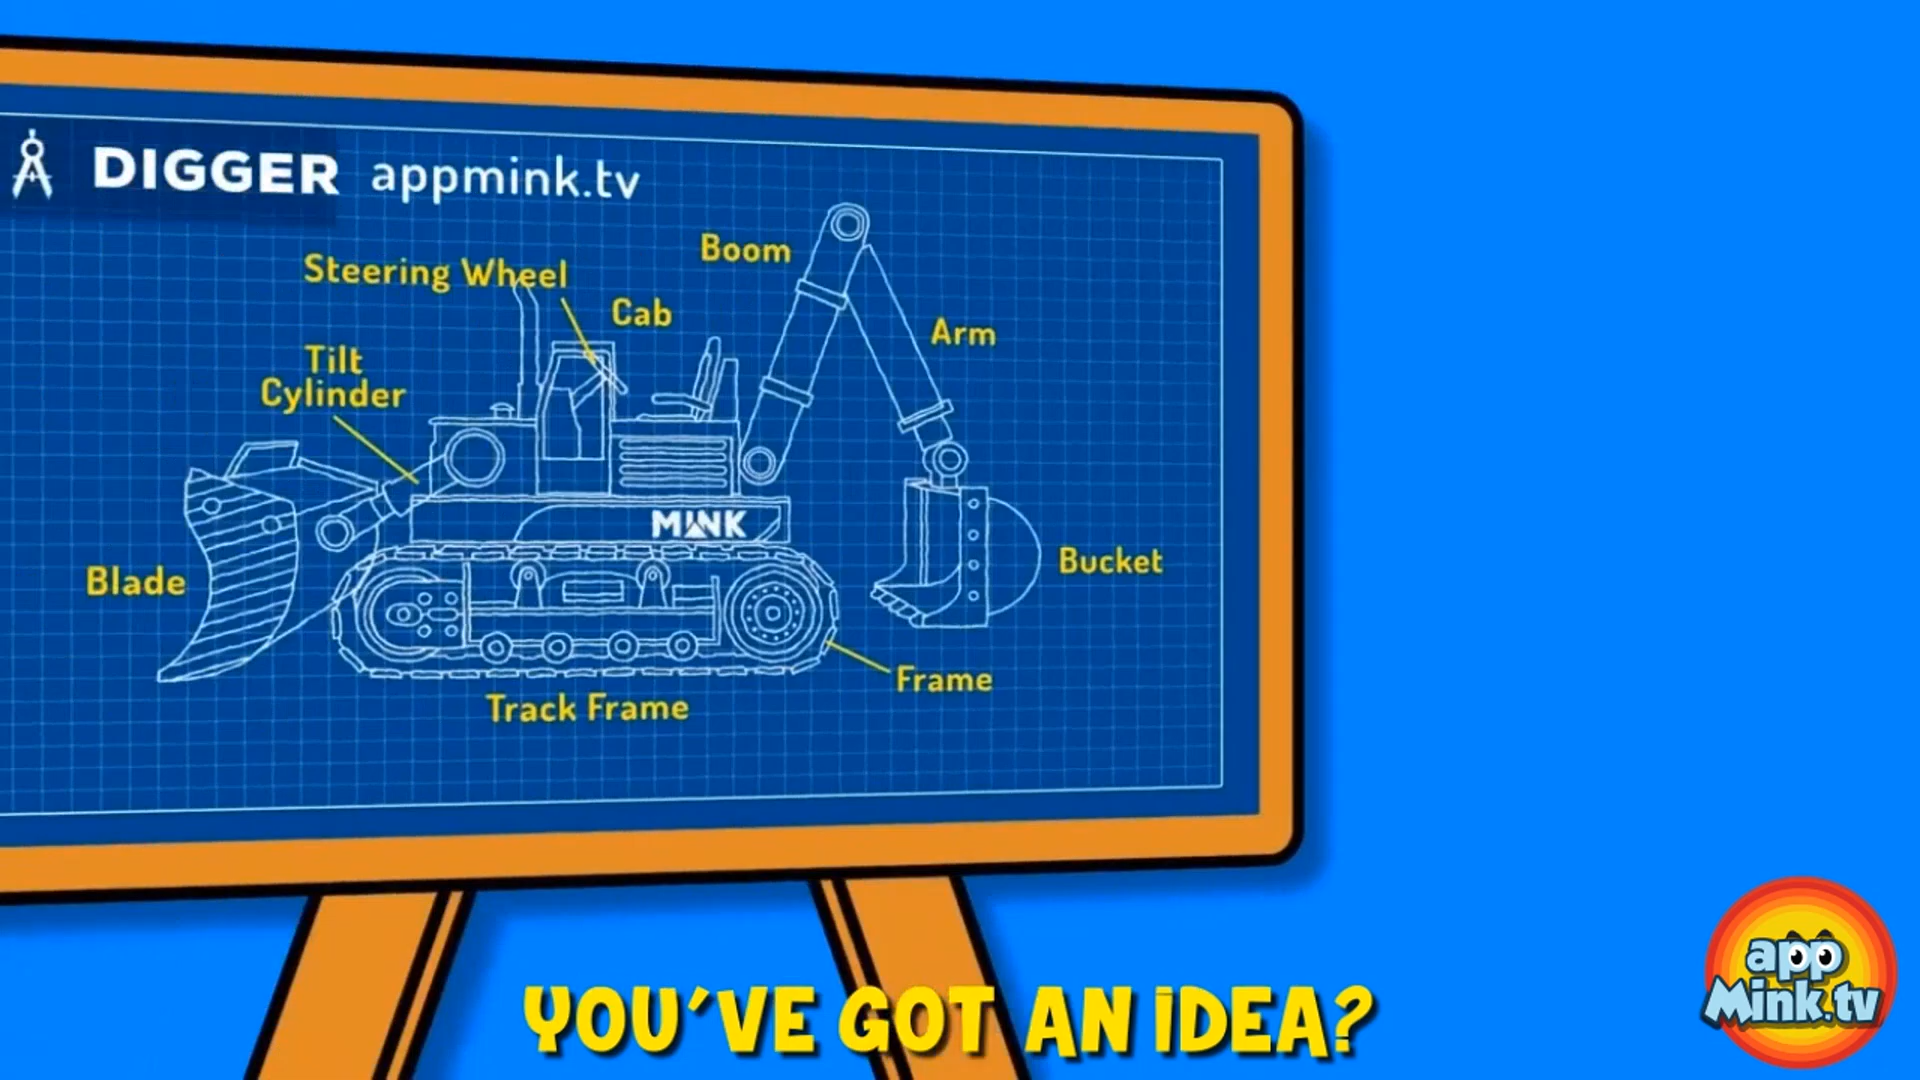 DIGGER appmink.tv
Steering Wheel
Boom
Cab
Arm
Tilt
Cylinder
MINK
Blade
Bucket
Frame
Track Frame
YOU'VE GOT AN IDEA?
app
Mink.tv